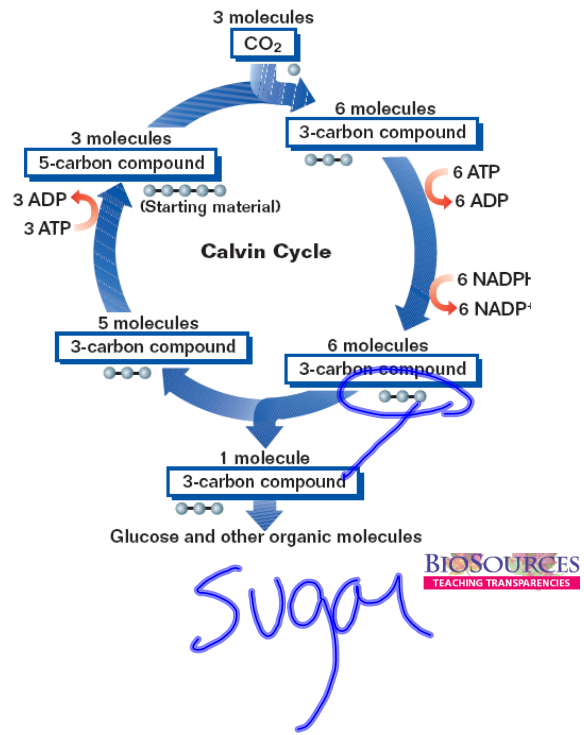 3 molecules
CO2
6 molecules
3-carbon compound
3 molecules
5-carbon compound
6 ATP
3 ADP
(Starting material)
6 ADP
3 ATP
Calvin Cycle
6 NADPH
6 NADP+
5 molecules
3-carbon compound
6 molecules
3-carbon compound
1 molecule
3-carbon compound
Glucose and other organic molecules
BIOSOURCES
TEACHING TRANSPARENCIES
Sugar